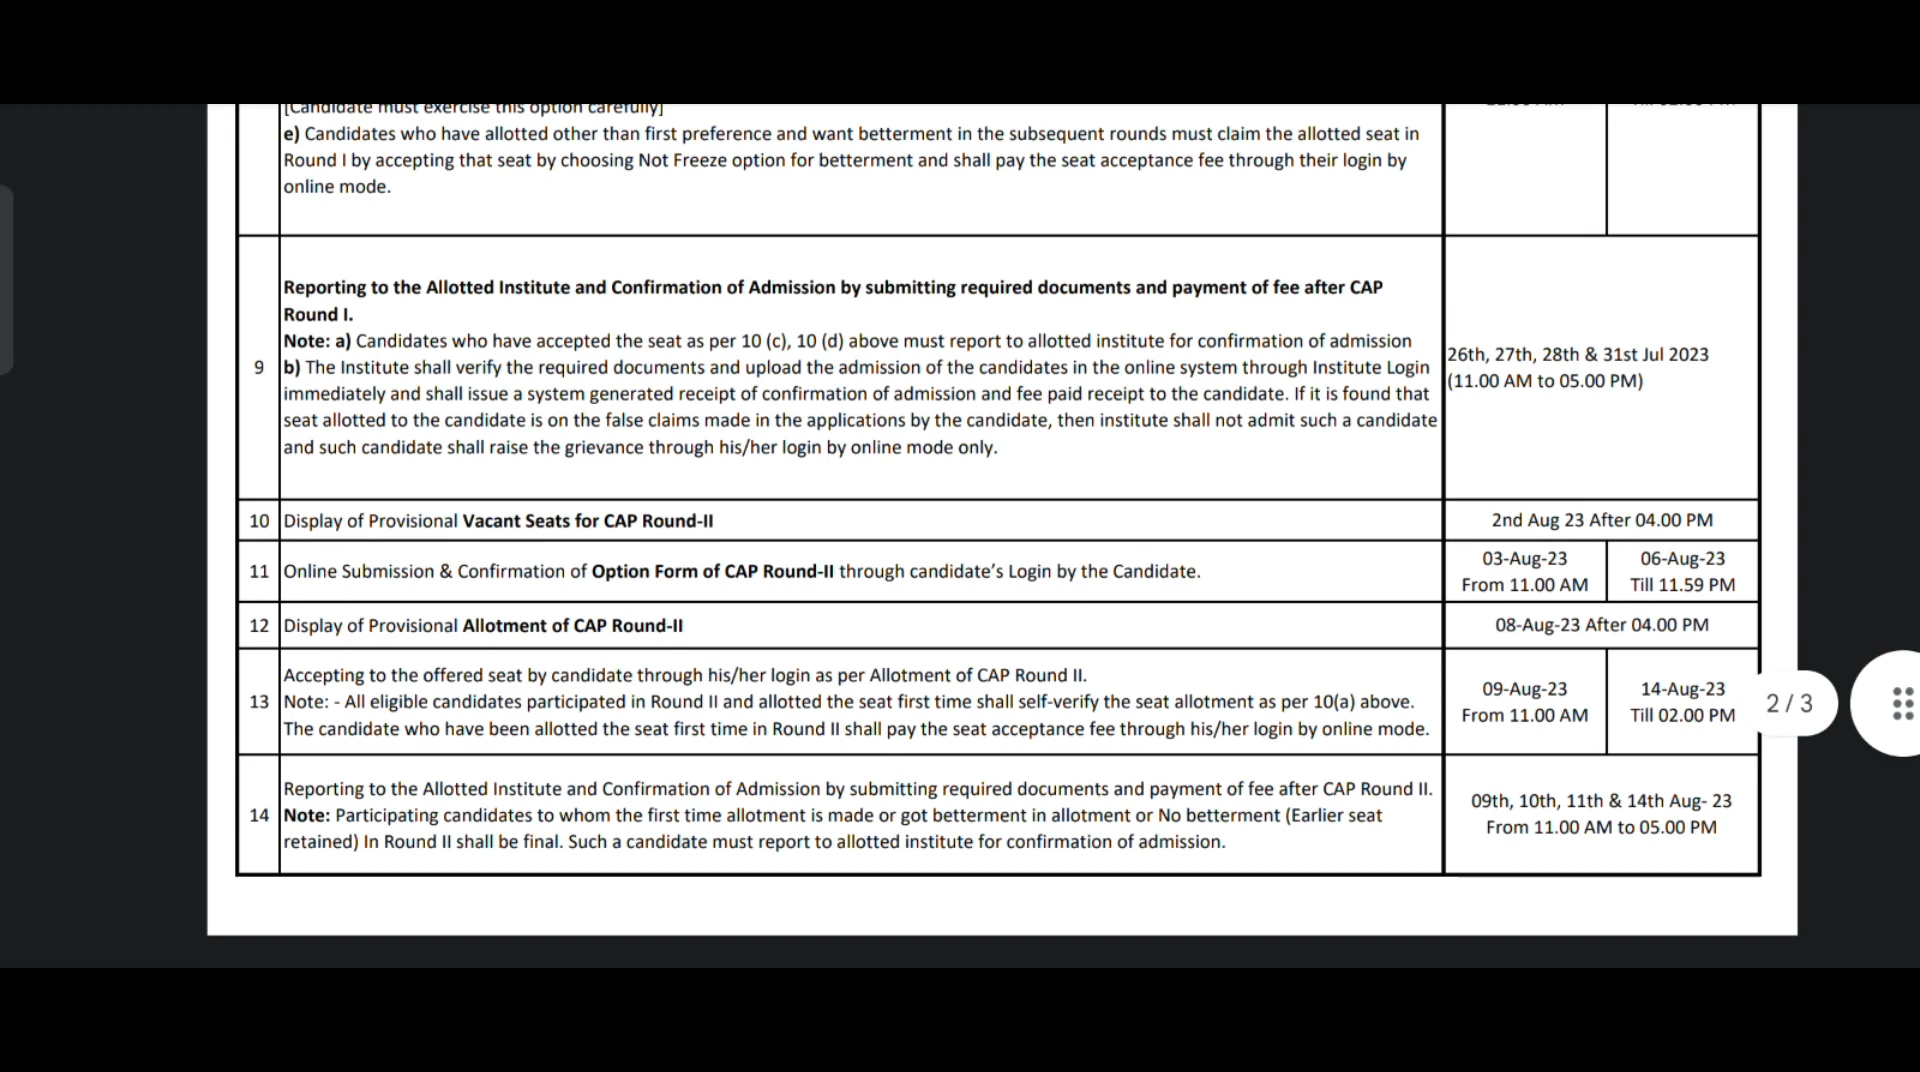 [Candidate must exercise this option carefully]
e) Candidates who have allotted other than first preference and want betterment in the subsequent rounds must claim the allotted seat in
Round I by accepting that seat by choosing Not Freeze option for betterment and shall pay the seat acceptance fee through their login by
online mode.
Reporting to the Allotted Institute and Confirmation of Admission by submitting required documents and payment of fee after CAP
Round I.
Note: a) Candidates who have accepted the seat as per 10 (c), 10 (d) above must report to allotted institute for confirmation of admission
9 b) The Institute shall verify the required documents and upload the admission of the candidates in the online system through Institute Login
immediately and shall issue a system generated receipt of confirmation of admission and fee paid receipt to the candidate. If it is found that
seat allotted to the candidate is on the false claims made in the applications by the candidate, then institute shall not admit such a candidate
and such candidate shall raise the grievance through his/her login by online mode only.
26th, 27th, 28th & 31st Jul 2023
(11.00 AM to 05.00 PM)
10 Display of Provisional Vacant Seats for CAP Round-II 2nd Aug 23 After 04.00 PM
11 Online Submission & Confirmation of Option Form of CAP Round-II through candidate's Login by the Candidate.
03-Aug-23
From 11.00 AM
06-Aug-23
Till 11.59 PM
12 Display of Provisional Allotment of CAP Round-II 08-Aug-23 After 04.00 PM
Accepting to the offered seat by candidate through his/her login as per Allotment of CAP Round II.
13 Note: - All eligible candidates participated in Round II and allotted the seat first time shall self-verify the seat allotment as per 10(a) above.
The candidate who have been allotted the seat first time in Round II shall pay the seat acceptance fee through his/her login by online mode.
09-Aug-23
From 11.00 AM
14-Aug-23
Till 02.00 PM
2 / 3
Reporting to the Allotted Institute and Confirmation of Admission by submitting required documents and payment of fee after CAP Round II.
14 Note: Participating candidates to whom the first time allotment is made or got betterment in allotment or No betterment (Earlier seat
retained) In Round II shall be final. Such a candidate must report to allotted institute for confirmation of admission.
09th, 10th, 11th & 14th Aug- 23
From 11.00 AM to 05.00 PM